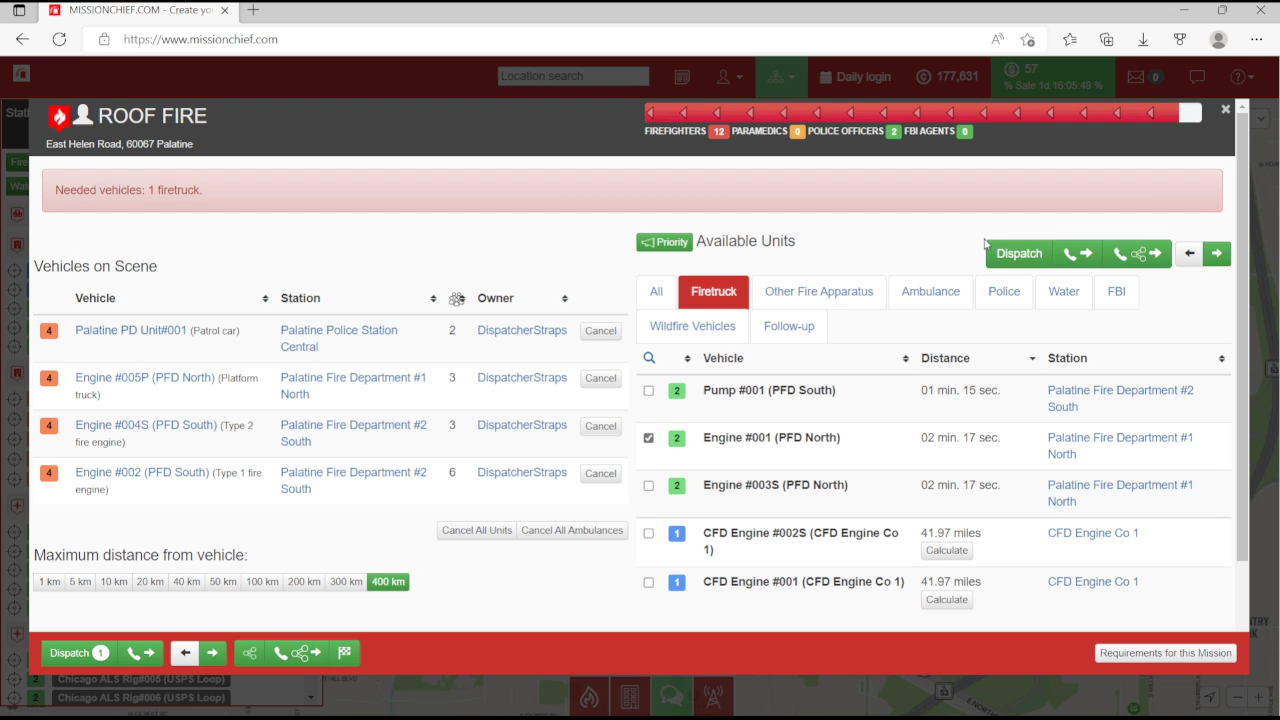 MISSIONCHIEF.COM - Create yo
https://www.missionchief.com
Location search
Daily login
177,631
57
% Sale 1d 16:05:48 %
0
ROOF FIRE
East Helen Road, 60067 Palatine
FIREFIGHTERS 12 PARAMEDICS 0 POLICE OFFICERS 2 FBI AGENTS 0
Needed vehicles: 1 firetruck.
Vehicles on Scene
Vehicle Station Owner
4 Palatine PD Unit#001 (Patrol car) Palatine Police Station 2 DispatcherStraps Cancel
Central
4 Engine #005P (PFD North) (Platform Palatine Fire Department #1 3 DispatcherStraps Cancel
truck) North
4 Engine #004S (PFD South) (Type 2 Palatine Fire Department #2 3 DispatcherStraps Cancel
fire engine) South
4 Engine #002 (PFD South) (Type 1 fire Palatine Fire Department #2 6 DispatcherStraps Cancel
engine) South
Cancel All Units Cancel All Ambulances
Maximum distance from vehicle:
1 km 5 km 10 km 20 km 40 km 50 km 100 km 200 km 300 km 400 km
Priority Available Units
Dispatch
All Firetruck Other Fire Apparatus Ambulance Police Water FBI
Wildfire Vehicles Follow-up
Vehicle Distance Station
2 Pump #001 (PFD South) 01 min. 15 sec. Palatine Fire Department #2
South
2 Engine #001 (PFD North) 02 min. 17 sec. Palatine Fire Department #1
North
2 Engine #003S (PFD North) 02 min. 17 sec. Palatine Fire Department #1
North
1 CFD Engine #002S (CFD Engine Co 41.97 miles CFD Engine Co 1
1) Calculate
1 CFD Engine #001 (CFD Engine Co 1) 41.97 miles CFD Engine Co 1
Calculate
Dispatch 1
Requirements for this Mission
2 Chicago ALS Rig#005 (USPS Loop)
2 Chicago ALS Rig#006 (USPS Loop)